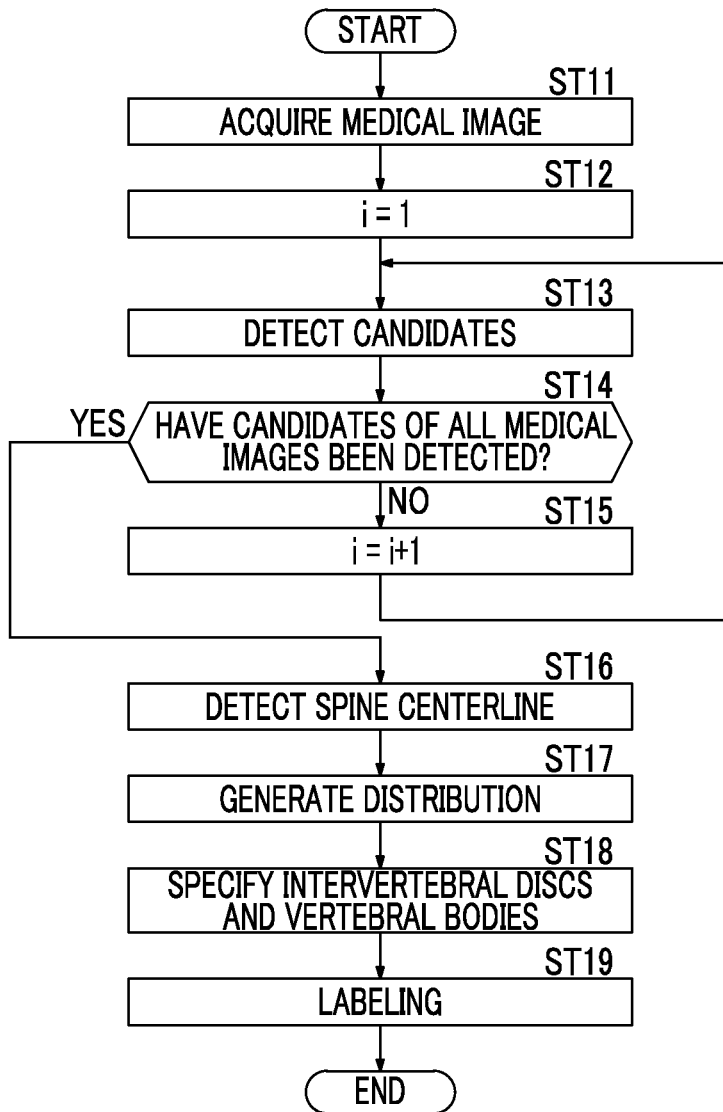 START
ST11
ACQUIRE MEDICAL IMAGE
ST12
i = 1
ST13
DETECT CANDIDATES
ST14
YES
HAVE CANDIDATES OF ALL MEDICAL
IMAGES BEEN DETECTED?
NO
ST15
i = i+1
ST16
DETECT SPINE CENTERLINE
ST17
GENERATE DISTRIBUTION
ST18
SPECIFY INTERVERTEBRAL DISCS
AND VERTEBRAL BODIES
ST19
LABELING
END